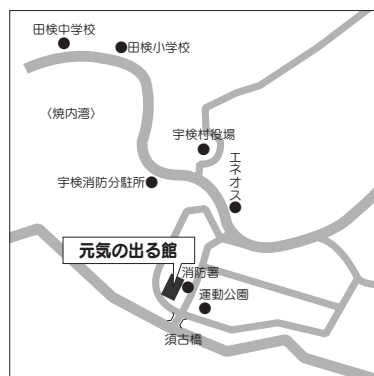 田検中学校
田検小学校
〈焼内湾〉
宇検村役場
エネオス
宇検消防分駐所
元気の出る館
消防署
運動公園
須古橋